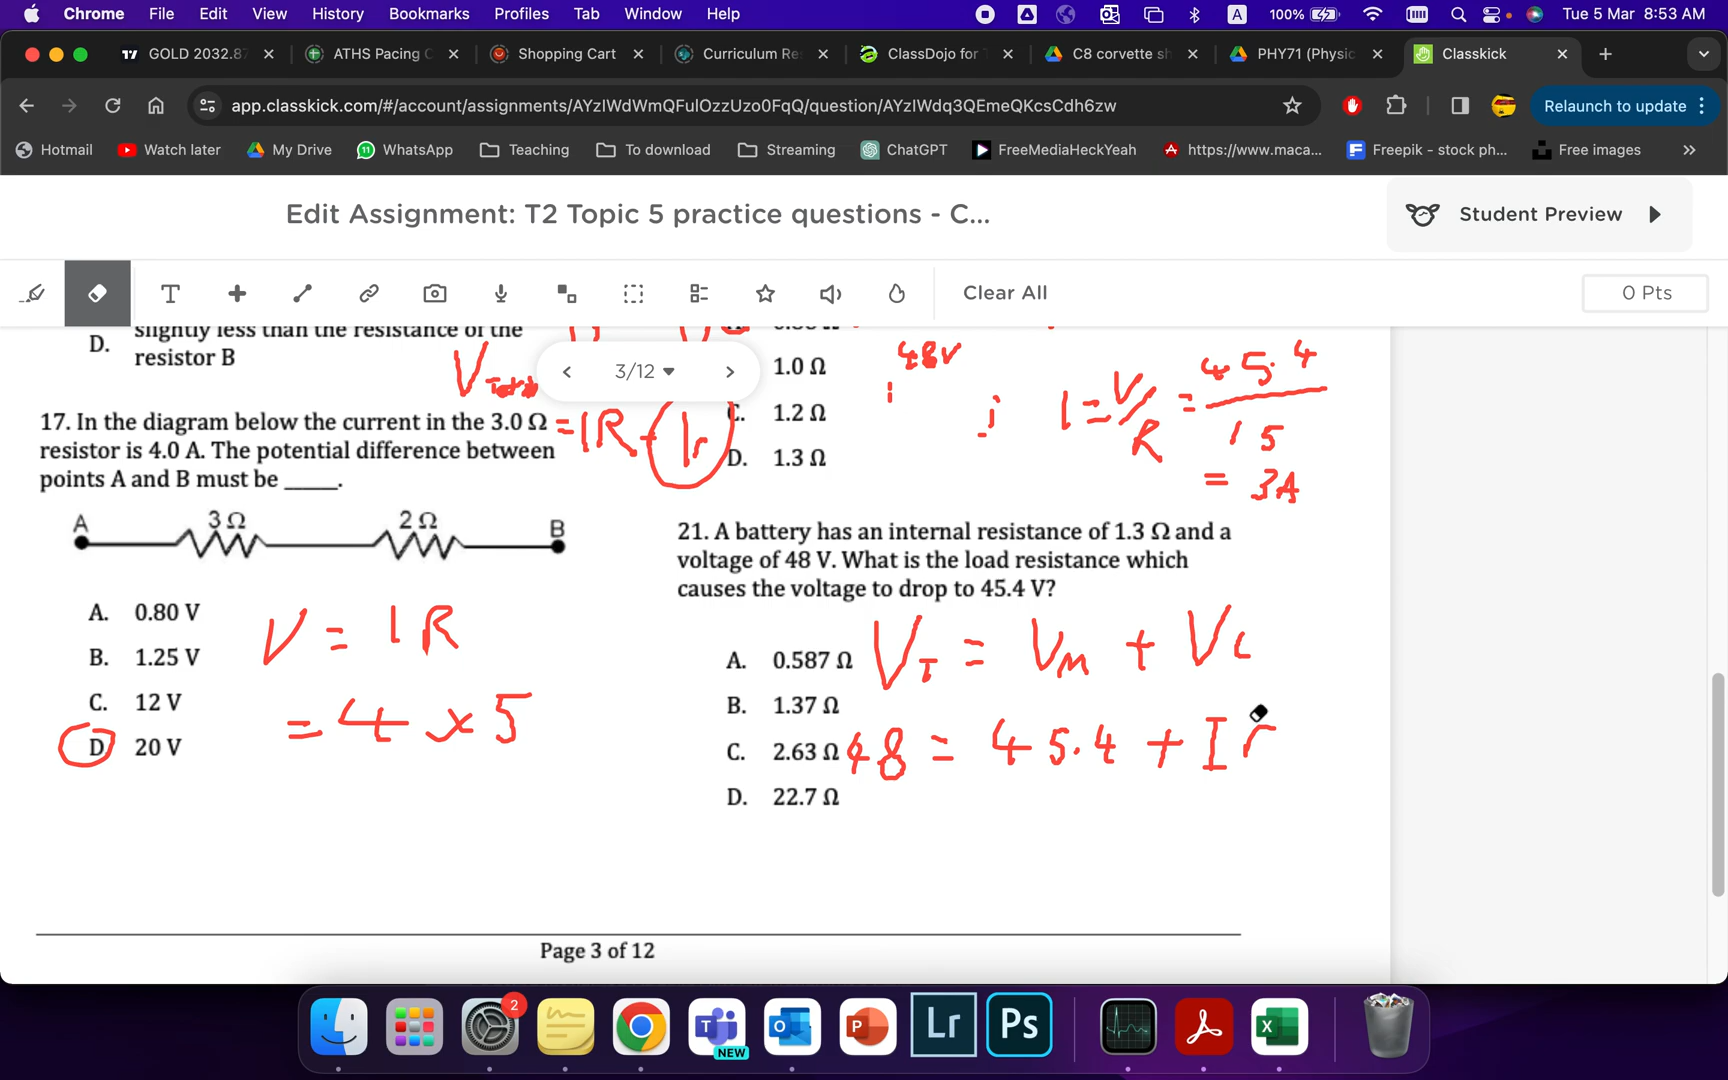 Chrome File Edit View History Bookmarks Profiles Tab Window Help A 100% Tue 5 Mar 8:53 AM
GOLD 2032.87 ATHS Pacing C Shopping Cart Curriculum Re ClassDojo for T C8 corvette sh PHY71 (Physic Classkick
app.classkick.com/#/account/assignments/AYzIWdWmQFulOzzUzo0FqQ/question/AYzIWdq3QEmeQKcsCdh6zw Relaunch to update
Hotmail Watch later My Drive WhatsApp Teaching To download Streaming ChatGPT FreeMediaHeckYeah https://www.maca... Freepik - stock ph... Free images »
Edit Assignment: T2 Topic 5 practice questions - C...
Student Preview
T Clear All 0 Pts
D. slightly less than the resistance of the
resistor B
V Total
= IR + Ir
3/12
17. In the diagram below the current in the 3.0 Ω
resistor is 4.0 A. The potential difference between
points A and B must be _____.
A 3 Ω 2 Ω B
A. 0.80 V
B. 1.25 V
C. 12 V
D 20 V
V = IR
= 4 x 5
1.0 Ω
C. 1.2 Ω
D. 1.3 Ω
48V
I = V/R = 45.4
15
= 3A
21. A battery has an internal resistance of 1.3 Ω and a
voltage of 48 V. What is the load resistance which
causes the voltage to drop to 45.4 V?
A. 0.587 Ω
B. 1.37 Ω
C. 2.63 Ω
D. 22.7 Ω
VT = VM + VL
48 = 45.4 + Ir
Page 3 of 12
2 T NEW O P Lr Ps X